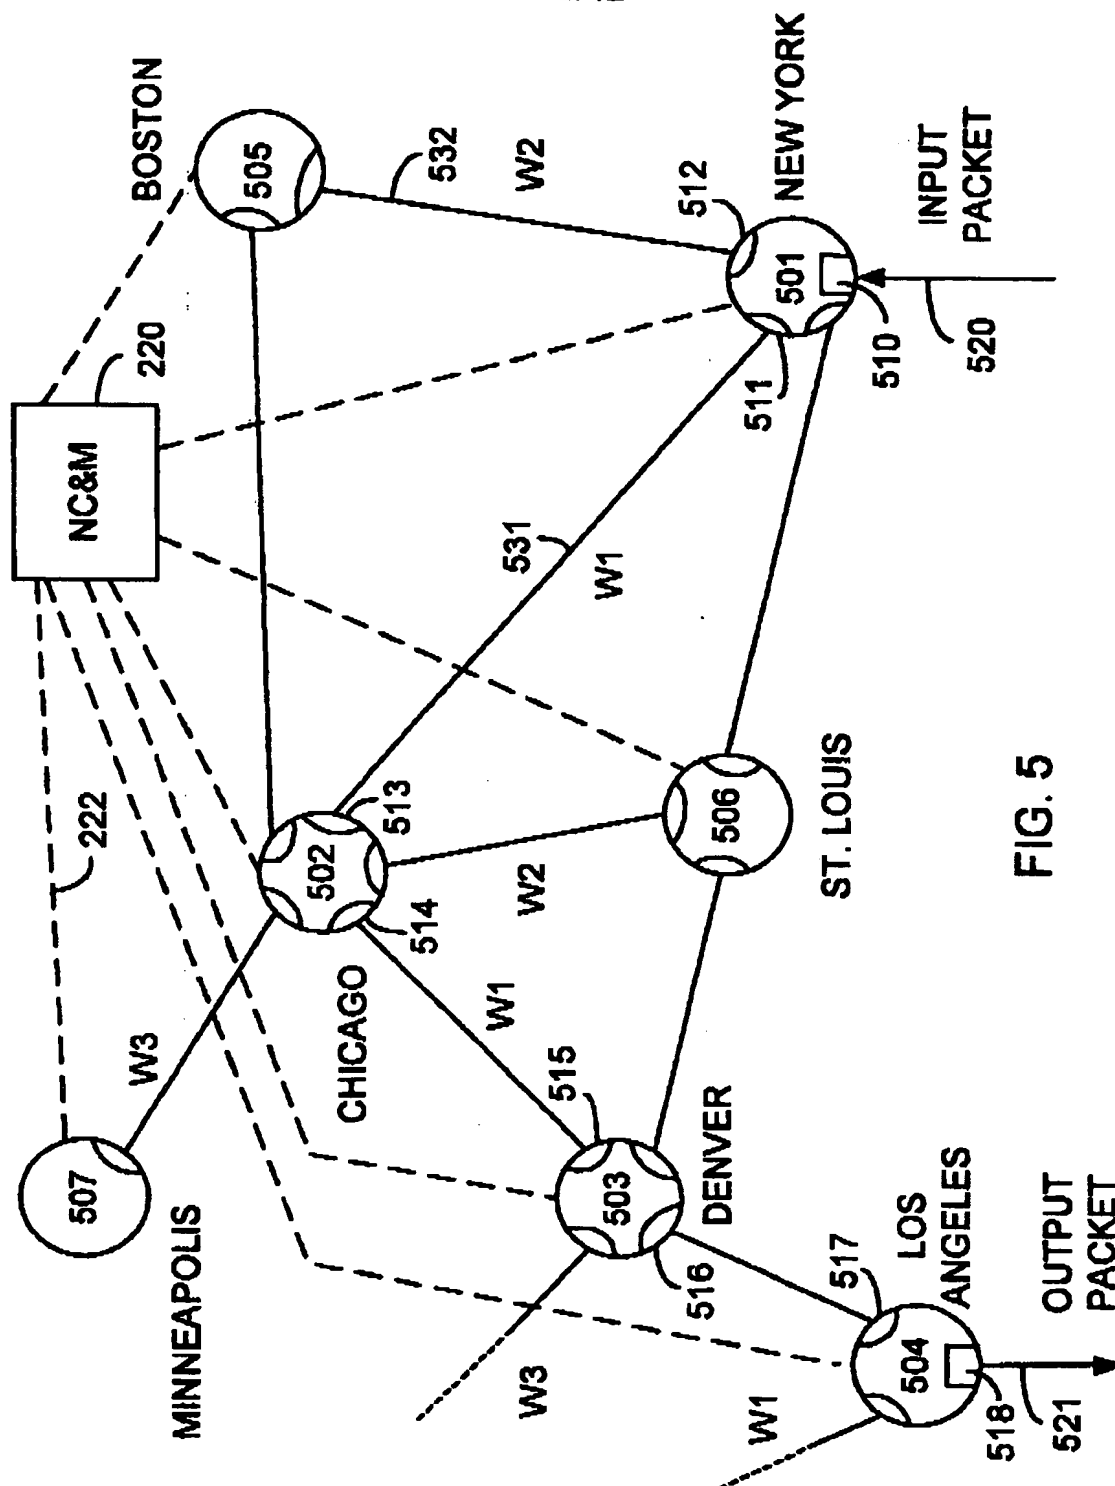 NC&M
507
222
220
BOSTON
W3
MINNEAPOLIS
505
502
CHICAGO
513
514
532
W1
531
W3
W2
W2
515
W1
503
516
512
DENVER
506
W1
511
501
NEW YORK
517
ST. LOUIS
510
504
LOS
ANGELES
INPUT
PACKET
520
518
FIG. 5
521
OUTPUT
PACKET